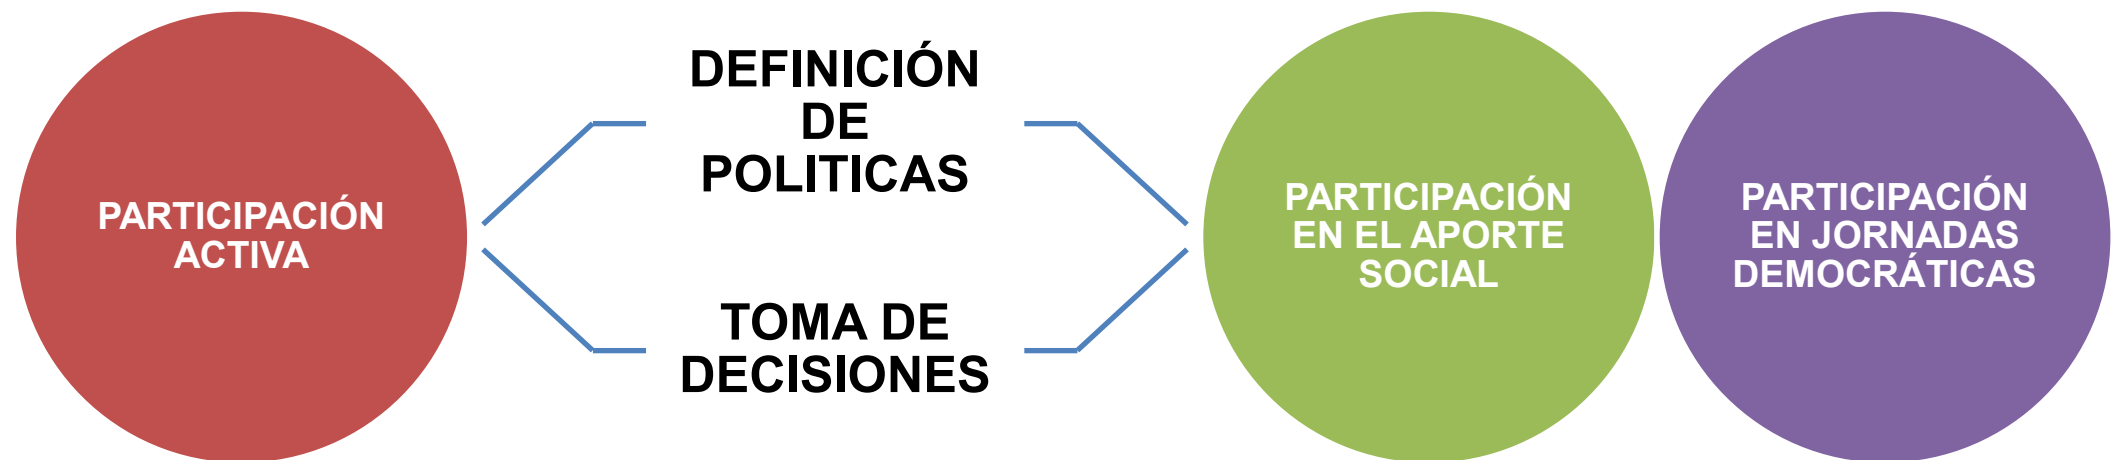 PARTICIPACIÓN
ACTIVA
DEFINICIÓN
DE
POLITICAS
TOMA DE
DECISIONES
PARTICIPACIÓN
EN EL APORTE
SOCIAL
PARTICIPACIÓN
EN JORNADAS
DEMOCRÁTICAS